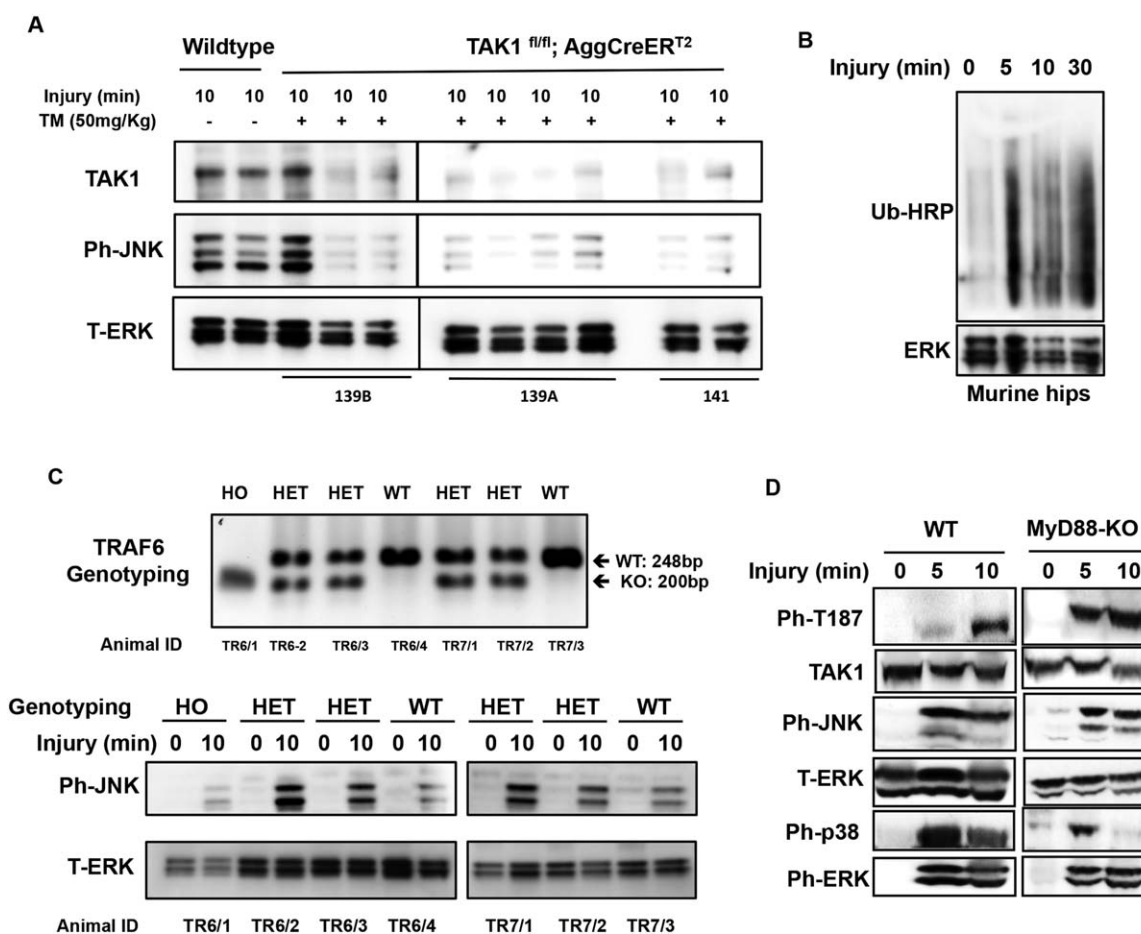 A
Wildtype TAK1 fl/fl; AggCreERT2
Injury (min) 10 10 10 10 10 10 10 10 10 10 10
TM (50mg/Kg) - - + + + + + + + + +
TAK1
Ph-JNK
T-ERK
139B 139A 141
B
Injury (min) 0 5 10 30
Ub-HRP
ERK
Murine hips
C
HO HET HET WT HET HET WT
TRAF6
Genotyping
WT: 248bp
KO: 200bp
Animal ID TR6/1 TR6-2 TR6/3 TR6/4 TR7/1 TR7/2 TR7/3
Genotyping HO HET HET WT HET HET WT
Injury (min) 0 10 0 10 0 10 0 10 0 10 0 10 0 10
Ph-JNK
T-ERK
Animal ID TR6/1 TR6/2 TR6/3 TR6/4 TR7/1 TR7/2 TR7/3
D
WT MyD88-KO
Injury (min) 0 5 10 0 5 10
Ph-T187
TAK1
Ph-JNK
T-ERK
Ph-p38
Ph-ERK